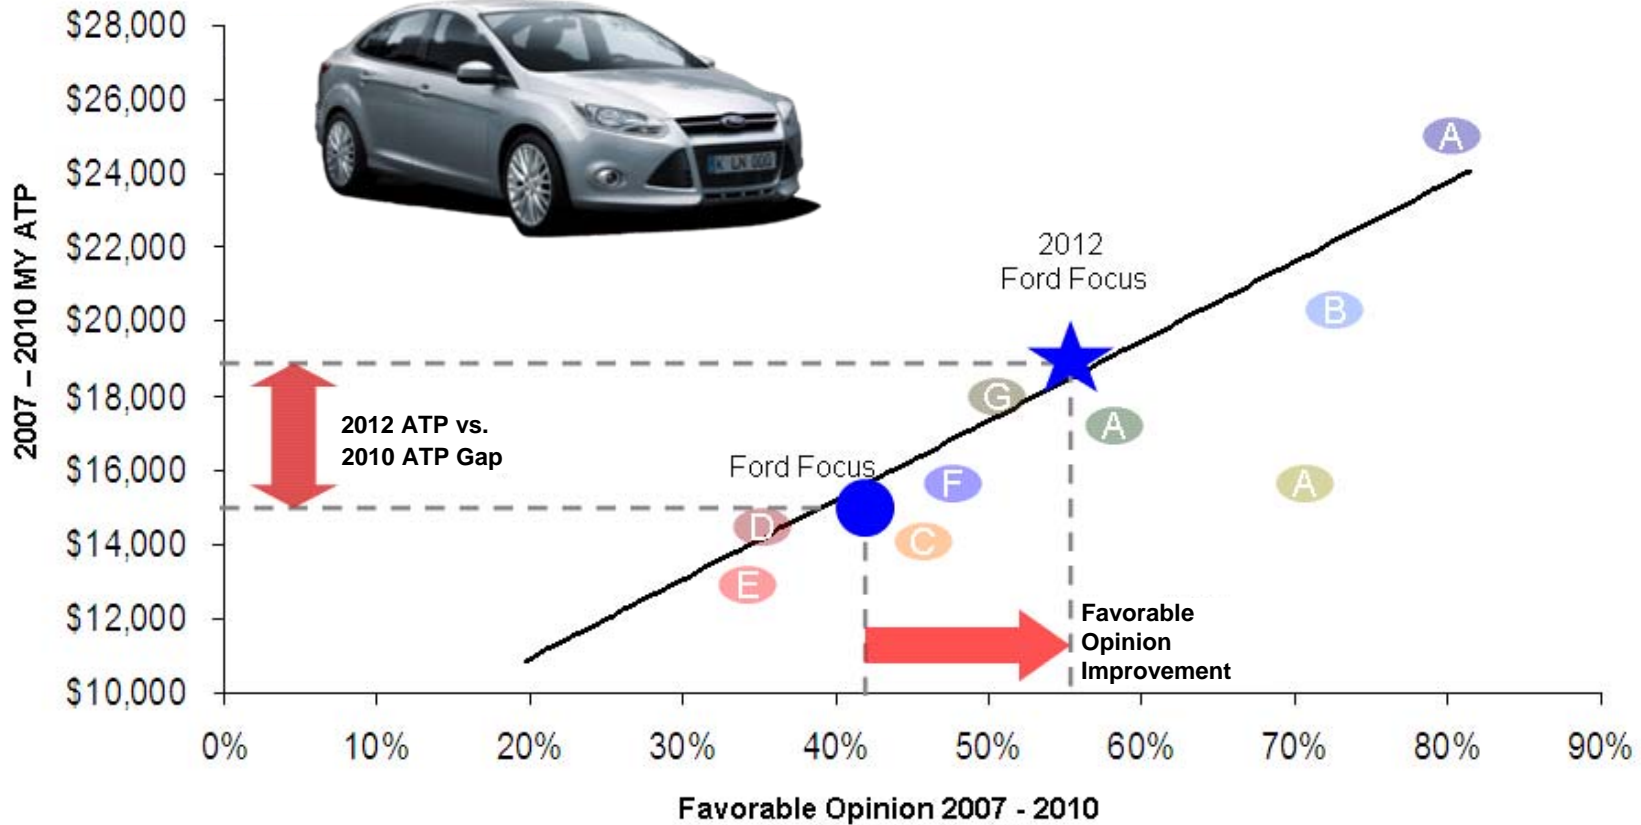 $28,000
$26,000
$24,000
$22,000
$20,000
$18,000
$16,000
$14,000
$12,000
$10,000
2007 – 2010 MY ATP
A
2012
Ford Focus
B
G
A
2012 ATP vs.
2010 ATP Gap
Ford Focus
F
A
D
C
E
Favorable
Opinion
Improvement
0%
10%
20%
30%
40%
50%
60%
70%
80%
90%
Favorable Opinion 2007 - 2010